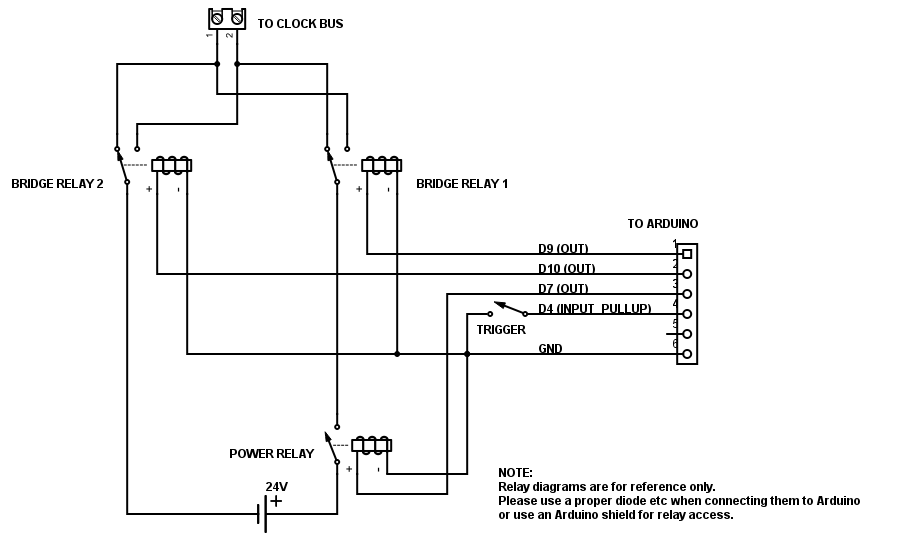 TO CLOCK BUS
1
2
BRIDGE RELAY 2
+
-
+
-
BRIDGE RELAY 1
TO ARDUINO
1
D9 (OUT)
2
D10 (OUT)
3
D7 (OUT)
4
D4 (INPUT_PULLUP)
TRIGGER
5
6
GND
POWER RELAY
+
-
24V
+
NOTE:
Relay diagrams are for reference only.
Please use a proper diode etc when connecting them to Arduino
or use an Arduino shield for relay access.